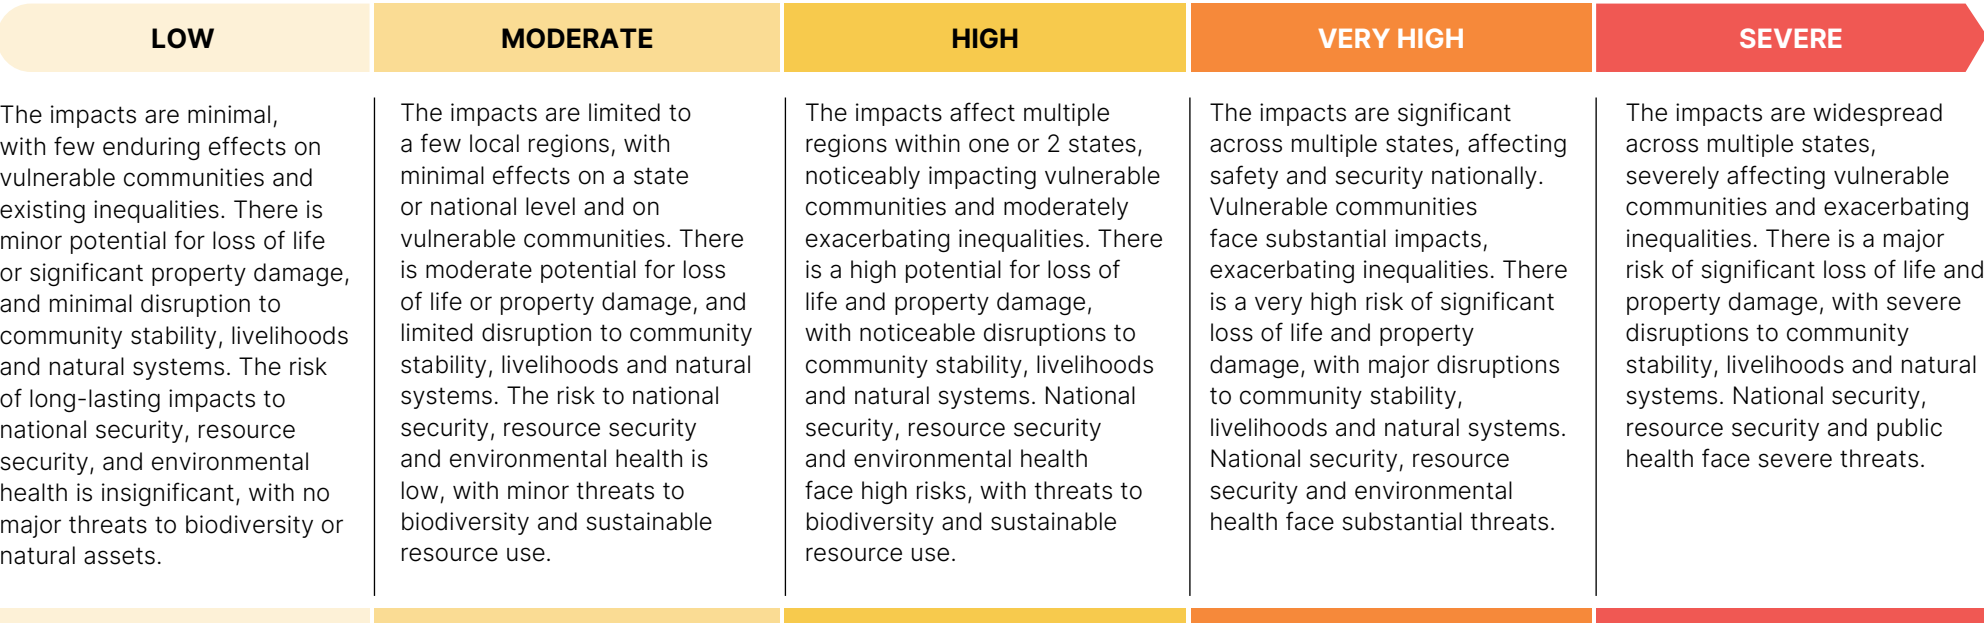 LOW
The impacts are minimal,
with few enduring effects on
vulnerable communities and
existing inequalities. There is
minor potential for loss of life
or significant property damage,
and minimal disruption to
community stability, livelihoods
and natural systems. The risk
of long-lasting impacts to
national security, resource
security, and environmental
health is insignificant, with no
major threats to biodiversity or
natural assets.
MODERATE
The impacts are limited to
a few local regions, with
minimal effects on a state
or national level and on
vulnerable communities. There
is moderate potential for loss
of life or property damage, and
limited disruption to community
stability, livelihoods and natural
systems. The risk to national
security, resource security
and environmental health is
low, with minor threats to
biodiversity and sustainable
resource use.
HIGH
The impacts affect multiple
regions within one or 2 states,
noticeably impacting vulnerable
communities and moderately
exacerbating inequalities. There
is a high potential for loss of
life and property damage,
with noticeable disruptions to
community stability, livelihoods
and natural systems. National
security, resource security
and environmental health
face high risks, with threats to
biodiversity and sustainable
resource use.
VERY HIGH
The impacts are significant
across multiple states, affecting
safety and security nationally.
Vulnerable communities
face substantial impacts,
exacerbating inequalities. There
is a very high risk of significant
loss of life and property
damage, with major disruptions
to community stability,
livelihoods and natural systems.
National security, resource
security and environmental
health face substantial threats.
SEVERE
The impacts are widespread
across multiple states,
severely affecting vulnerable
communities and exacerbating
inequalities. There is a major
risk of significant loss of life and
property damage, with severe
disruptions to community
stability, livelihoods and natural
systems. National security,
resource security and public
health face severe threats.